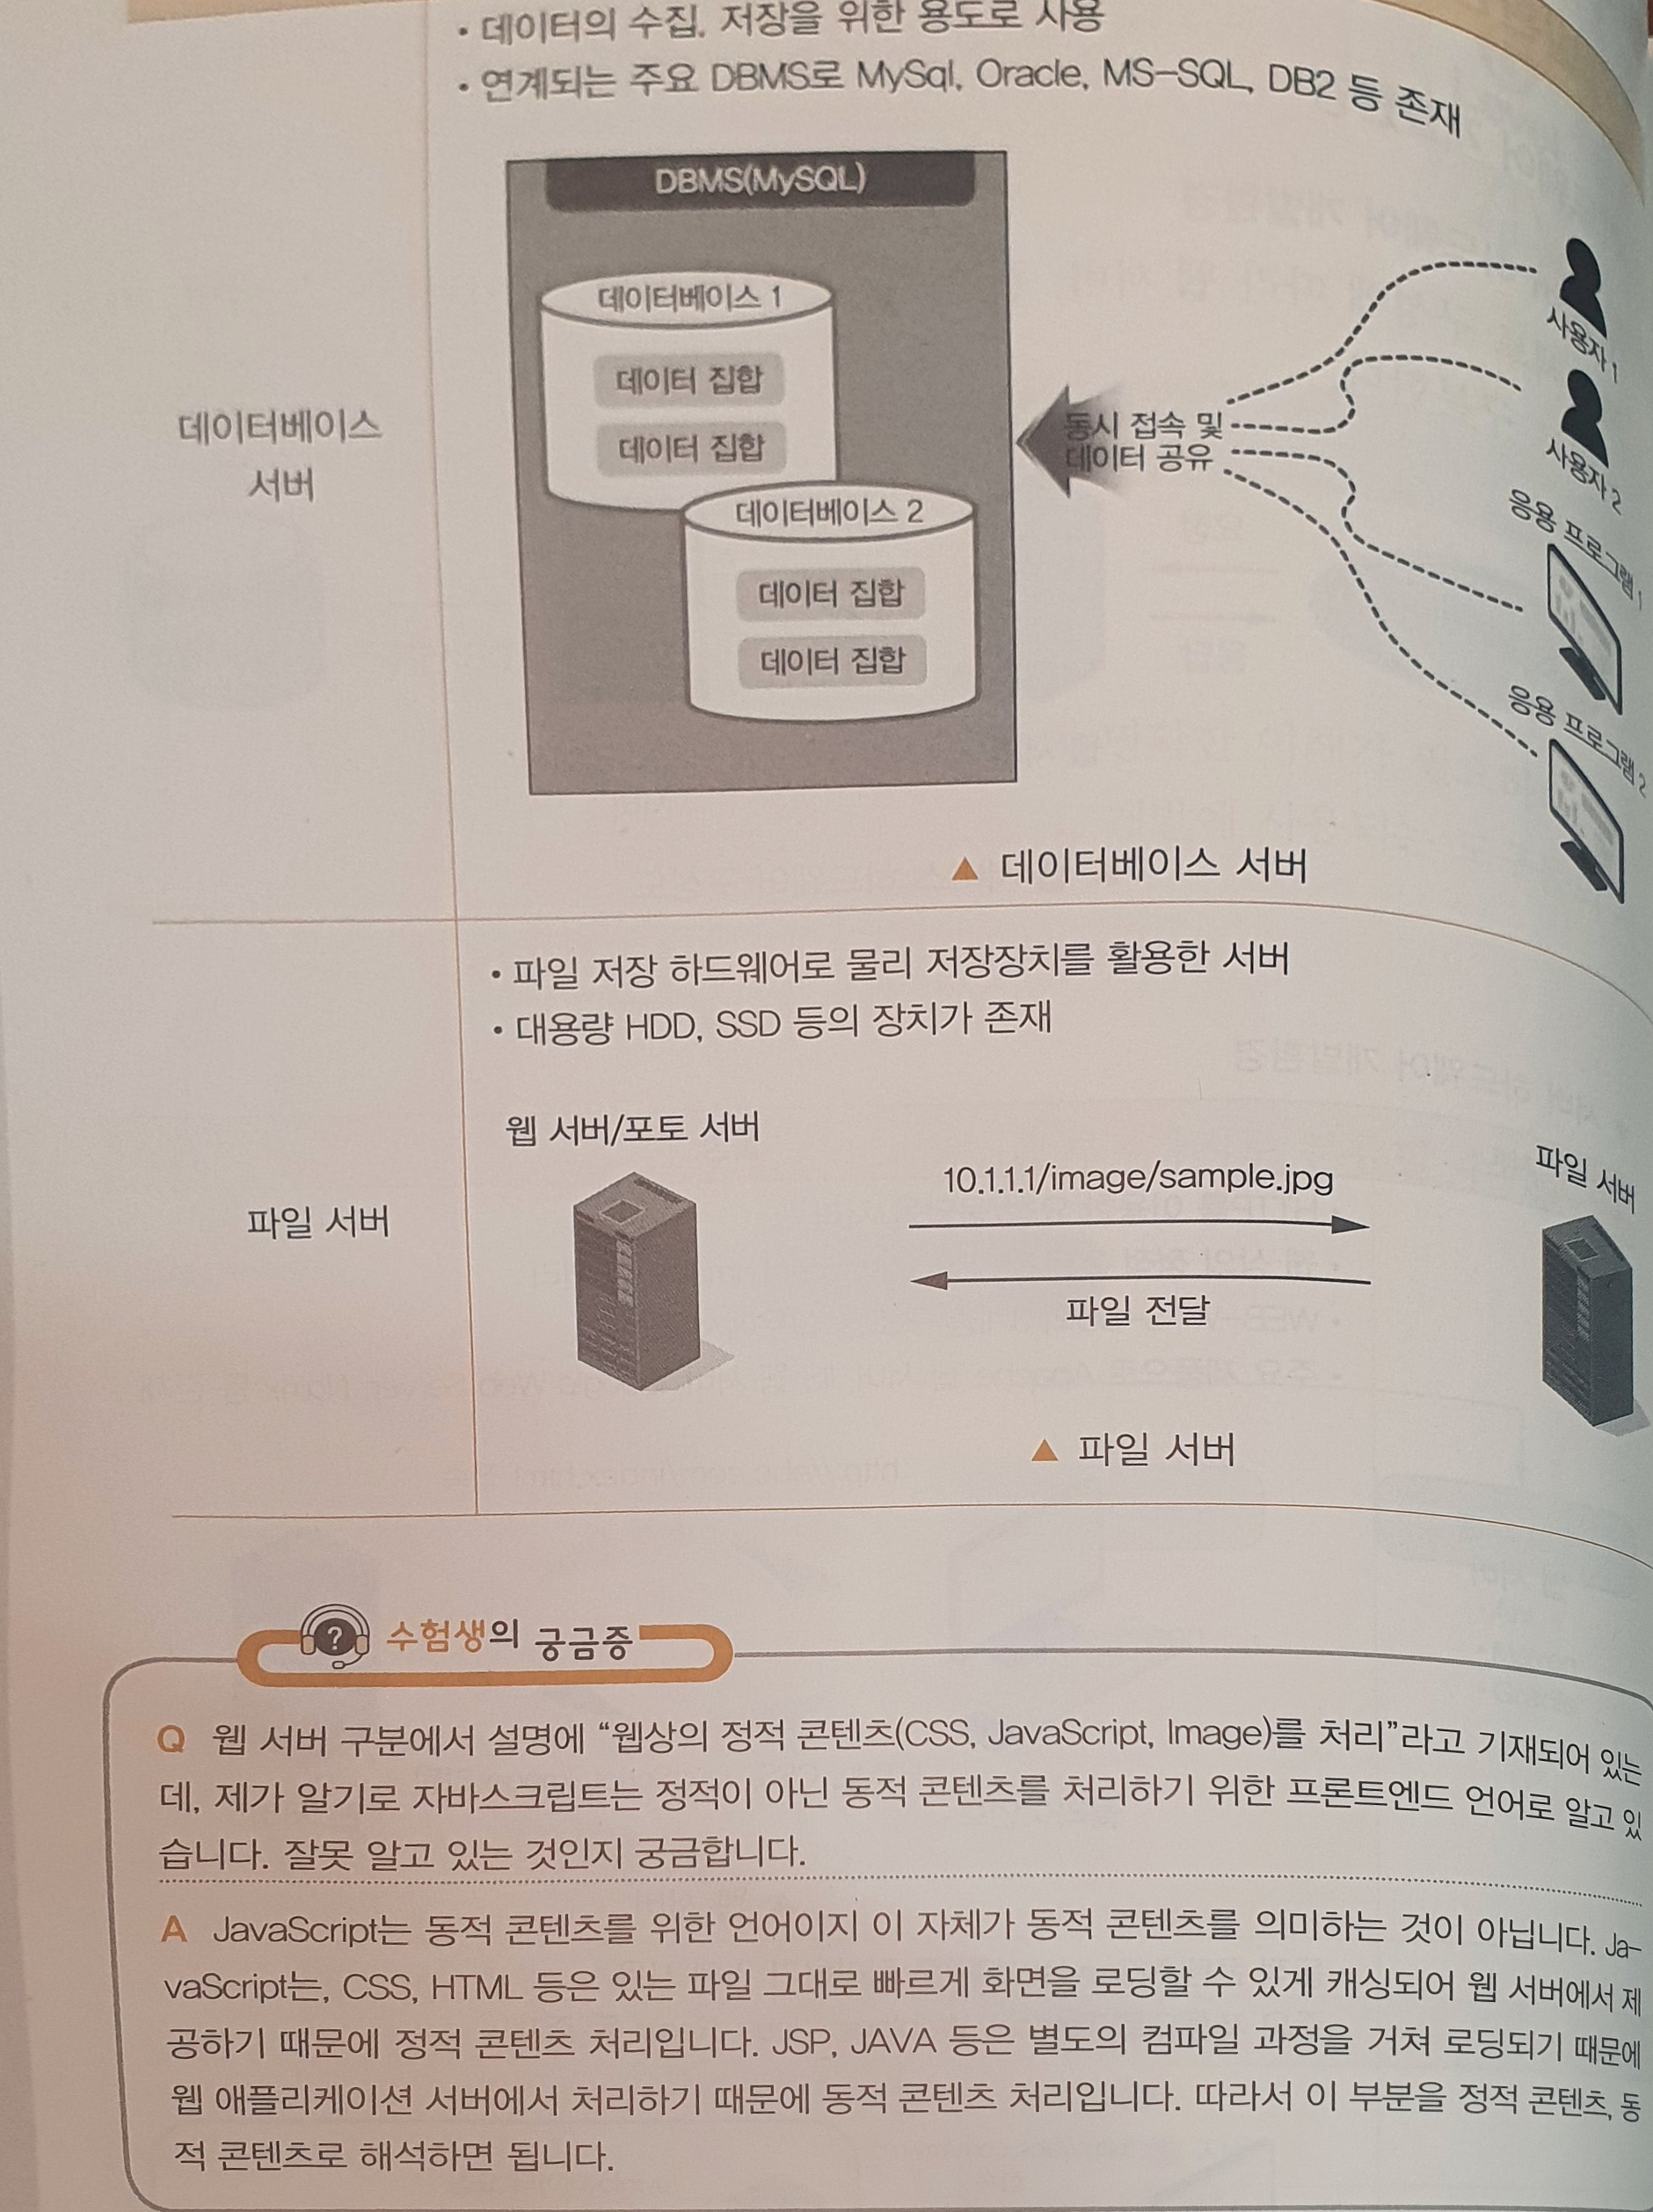 • 데이터의 수집, 저장을 위한 용도로 사용
• 연계되는 주요 DBMS로 MySql, Oracle, MS-SQL, DB2 등 존재
DBMS(MySQL)
데이터베이스 1
데이터 집합
데이터 집합
데이터베이스 2
데이터 집합
데이터 집합
동시 접속 및
데이터 공유
사용자 1
사용자 2
응용 프로그램 1
응용 프로그램 2
데이터베이스
서버
▲ 데이터베이스 서버
파일 서버
• 파일 저장 하드웨어로 물리 저장장치를 활용한 서버
• 대용량 HDD, SSD 등의 장치가 존재
웹 서버/포토 서버
10.1.1.1/image/sample.jpg
파일 전달
파일 서버
▲ 파일 서버
수험생의 궁금증
Q 웹 서버 구분에서 설명에 “웹상의 정적 콘텐츠(CSS, JavaScript, Image)를 처리”라고 기재되어 있는
데, 제가 알기로 자바스크립트는 정적이 아닌 동적 콘텐츠를 처리하기 위한 프론트엔드 언어로 알고 있
습니다. 잘못 알고 있는 것인지 궁금합니다.
A JavaScript는 동적 콘텐츠를 위한 언어이지 이 자체가 동적 콘텐츠를 의미하는 것이 아닙니다. Ja-
vaScript는, CSS, HTML 등은 있는 파일 그대로 빠르게 화면을 로딩할 수 있게 캐싱되어 웹 서버에서 제
공하기 때문에 정적 콘텐츠 처리입니다. JSP, JAVA 등은 별도의 컴파일 과정을 거쳐 로딩되기 때문에
웹 애플리케이션 서버에서 처리하기 때문에 동적 콘텐츠 처리입니다. 따라서 이 부분을 정적 콘텐츠, 동
적 콘텐츠로 해석하면 됩니다.